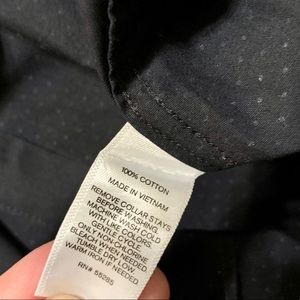 100% COTTON
MADE IN VIETNAM
REMOVE COLLAR STAYS
BEFORE WASHING.
MACHINE WASH COLD
WITH LIKE COLORS.
GENTLE CYCLE.
ONLY NON-CHLORINE
BLEACH WHEN NEEDED.
TUMBLE DRY LOW.
WARM IRON IF NEEDED.
RN# 55285